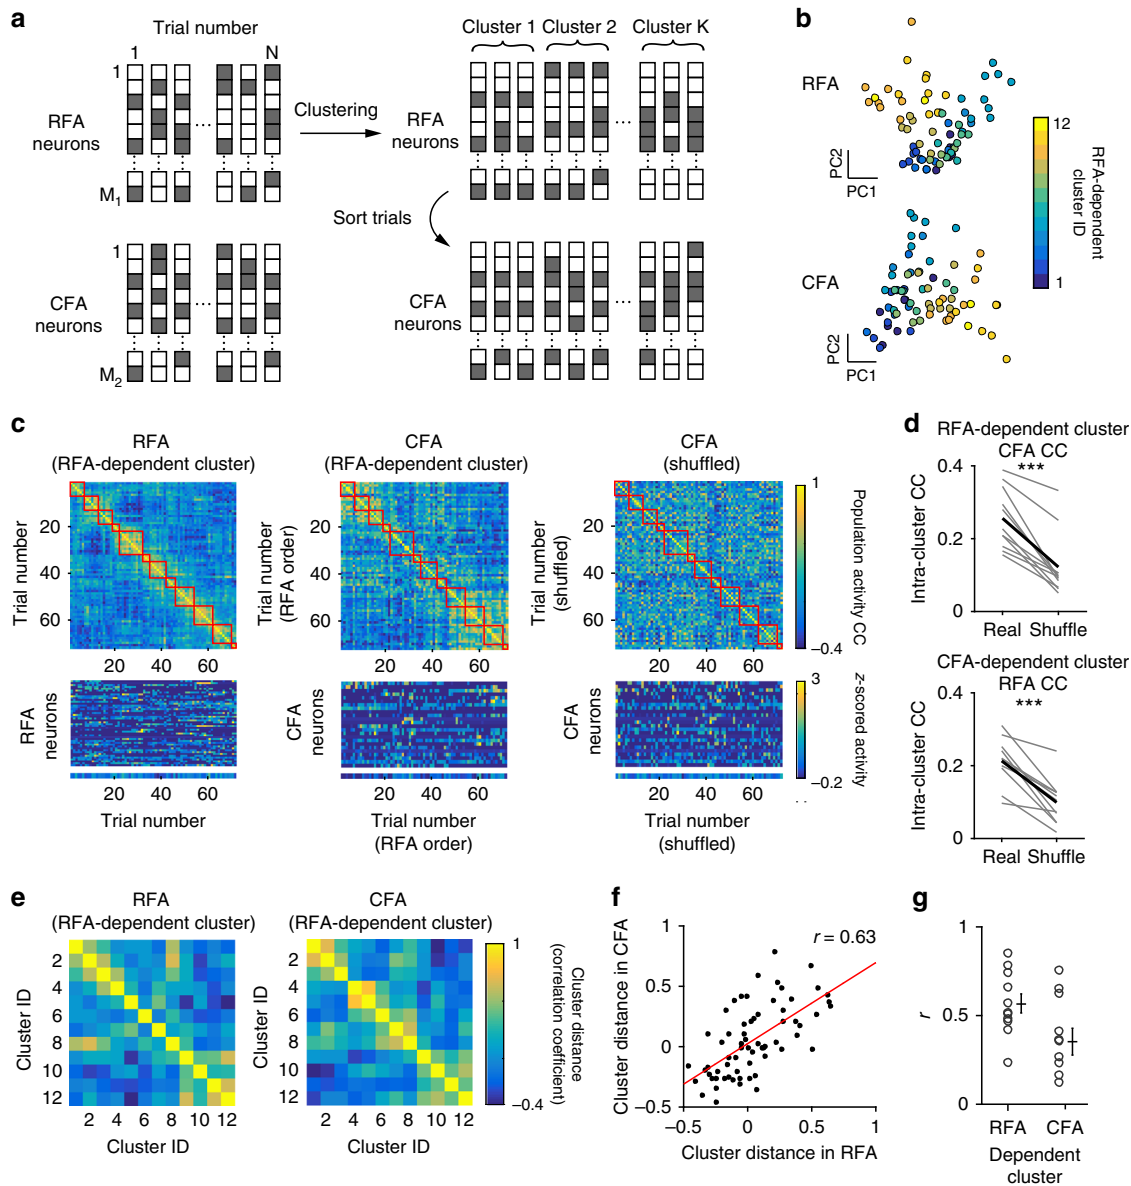 a
Trial number
1 N
1
RFA
neurons
M1
Clustering
Cluster 1 Cluster 2 Cluster K
RFA
neurons
Sort trials
1
CFA
neurons
M2
CFA
neurons
b
RFA
PC2
PC1
CFA
PC2
PC1
12
1
RFA-dependent
cluster ID
c
RFA
(RFA-dependent cluster)
Trial number
20
40
60
20 40 60
RFA
neurons
20 40 60
Trial number
CFA
(RFA-dependent cluster)
Trial number
(RFA order)
20
40
60
20 40 60
CFA
neurons
20 40 60
Trial number
(RFA order)
CFA
(shuffled)
Trial number
(shuffled)
20
40
60
20 40 60
CFA
neurons
20 40 60
Trial number
(shuffled)
1
–0.4
Population activity CC
3
–0.2
z-scored activity
d
RFA-dependent cluster
CFA CC
***
Intra-cluster CC
0.4
0.2
0
Real Shuffle
CFA-dependent cluster
RFA CC
***
Intra-cluster CC
0.4
0.2
0
Real Shuffle
e
RFA
(RFA-dependent cluster)
Cluster ID
2
4
6
8
10
12
2 4 6 8 10 12
Cluster ID
CFA
(RFA-dependent cluster)
Cluster ID
2
4
6
8
10
12
2 4 6 8 10 12
Cluster ID
1
–0.4
Cluster distance
(correlation coefficient)
f
r = 0.63
Cluster distance in CFA
1
0.5
0
–0.5
–0.5 0 0.5 1
Cluster distance in RFA
g
r
1
0.5
0
RFA CFA
Dependent
cluster